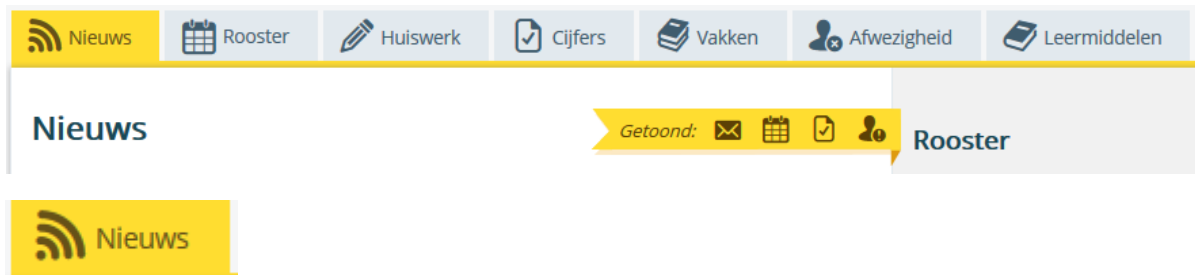 Nieuws Rooster Huiswerk Cijfers Vakken Afwezigheid Leermiddelen
Nieuws Getoond: Rooster
Nieuws